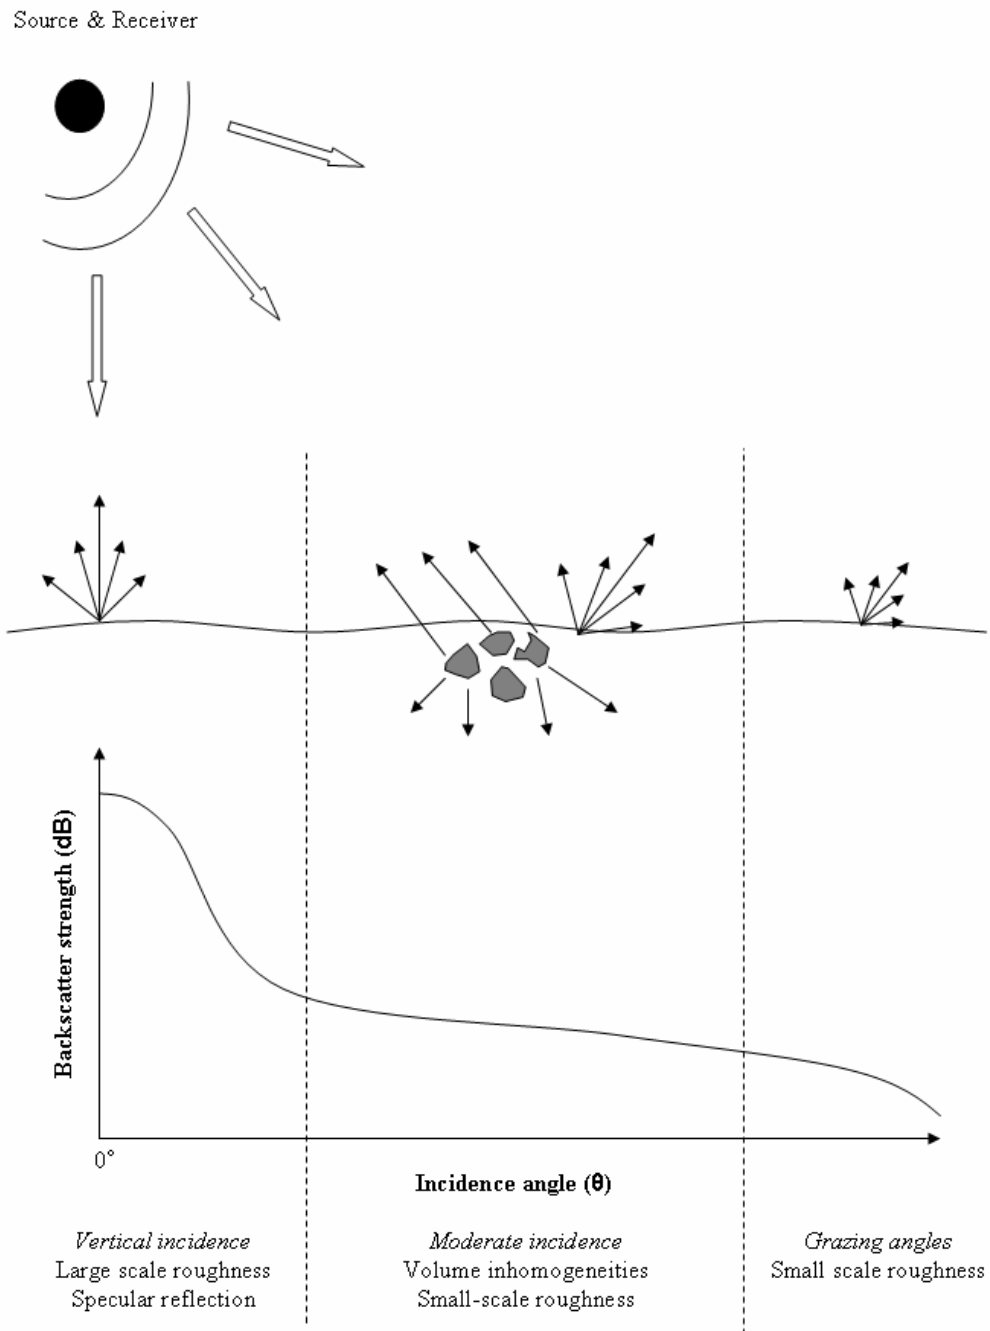 Source & Receiver
Backscatter strength (dB)
0°
Incidence angle (θ)
Vertical incidence
Large scale roughness
Specular reflection
Moderate incidence
Volume inhomogeneities
Small-scale roughness
Grazing angles
Small scale roughness